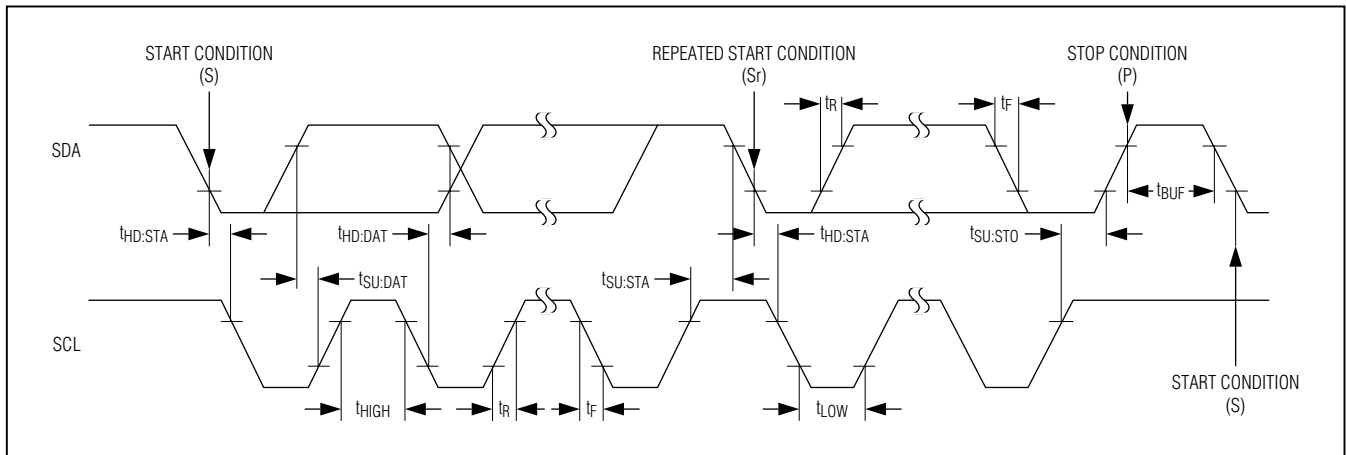 START CONDITION
(S)
REPEATED START CONDITION
(Sr)
STOP CONDITION
(P)
tR
tF
SDA
tBUF
tHD:STA
tHD:DAT
tHD:STA
tSU:STO
tSU:DAT
tSU:STA
SCL
tHIGH
tR
tF
tLOW
START CONDITION
(S)